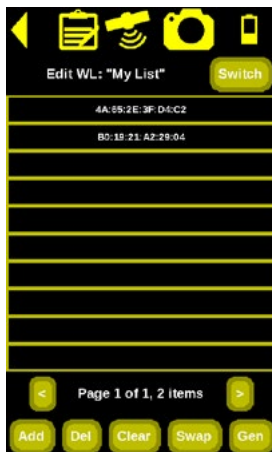 Edit WL: "My List"
Switch
4A:65:2E:3F:D4:C2
B0:19:21:A2:29:04
<
Page 1 of 1, 2 items
>
Add
Del
Clear
Swap
Gen